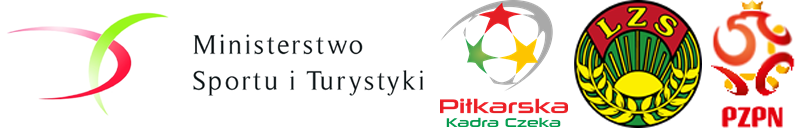 Ministerstwo
Sportu i Turystyki
Piłkarska
Kadra Czeka
LZS
PZPN